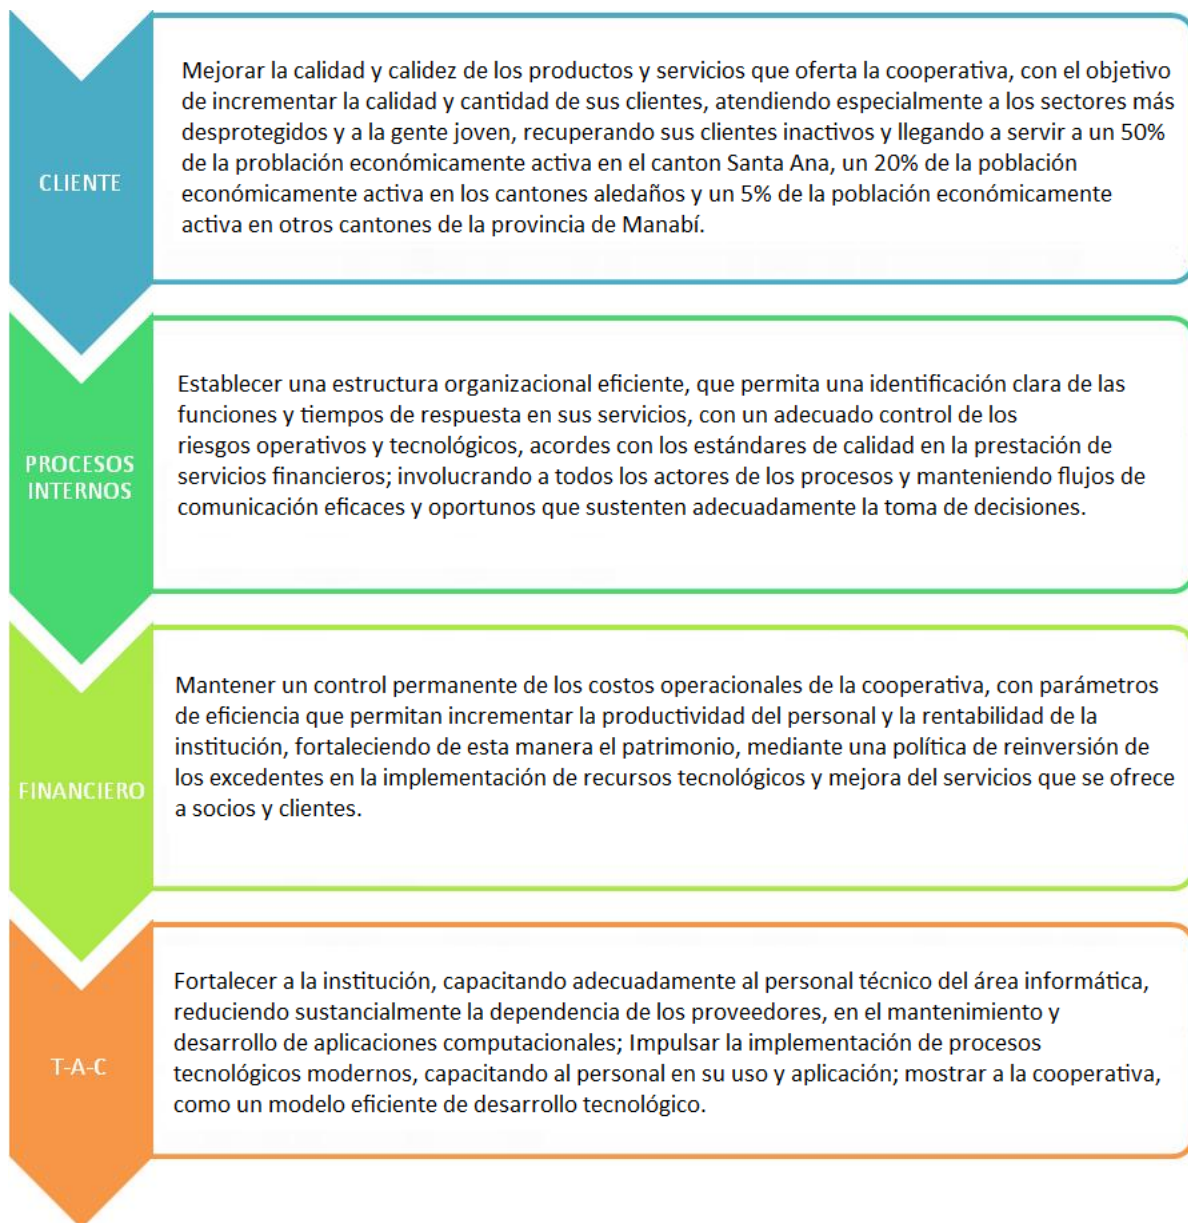 CLIENTE
Mejorar la calidad y calidez de los productos y servicios que oferta la cooperativa, con el objetivo
de incrementar la calidad y cantidad de sus clientes, atendiendo especialmente a los sectores más
desprotegidos y a la gente joven, recuperando sus clientes inactivos y llegando a servir a un 50%
de la problación económicamente activa en el canton Santa Ana, un 20% de la población
económicamente activa en los cantones aledaños y un 5% de la población económicamente
activa en otros cantones de la provincia de Manabí.
PROCESOS
INTERNOS
Establecer una estructura organizacional eficiente, que permita una identificación clara de las
funciones y tiempos de respuesta en sus servicios, con un adecuado control de los
riesgos operativos y tecnológicos, acordes con los estándares de calidad en la prestación de
servicios financieros; involucrando a todos los actores de los procesos y manteniendo flujos de
comunicación eficaces y oportunos que sustenten adecuadamente la toma de decisiones.
FINANCIERO
Mantener un control permanente de los costos operacionales de la cooperativa, con parámetros
de eficiencia que permitan incrementar la productividad del personal y la rentabilidad de la
institución, fortaleciendo de esta manera el patrimonio, mediante una política de reinversión de
los excedentes en la implementación de recursos tecnológicos y mejora del servicios que se ofrece
a socios y clientes.
T-A-C
Fortalecer a la institución, capacitando adecuadamente al personal técnico del área informática,
reduciendo sustancialmente la dependencia de los proveedores, en el mantenimiento y
desarrollo de aplicaciones computacionales; Impulsar la implementación de procesos
tecnológicos modernos, capacitando al personal en su uso y aplicación; mostrar a la cooperativa,
como un modelo eficiente de desarrollo tecnológico.